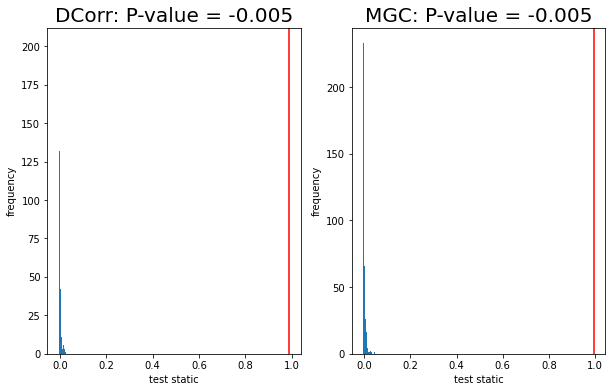 DCorr: P-value = -0.005
200
175
150
125
100
75
50
25
0
frequency
0.0 0.2 0.4 0.6 0.8 1.0
test static
MGC: P-value = -0.005
200
150
100
50
0
frequency
0.0 0.2 0.4 0.6 0.8 1.0
test static